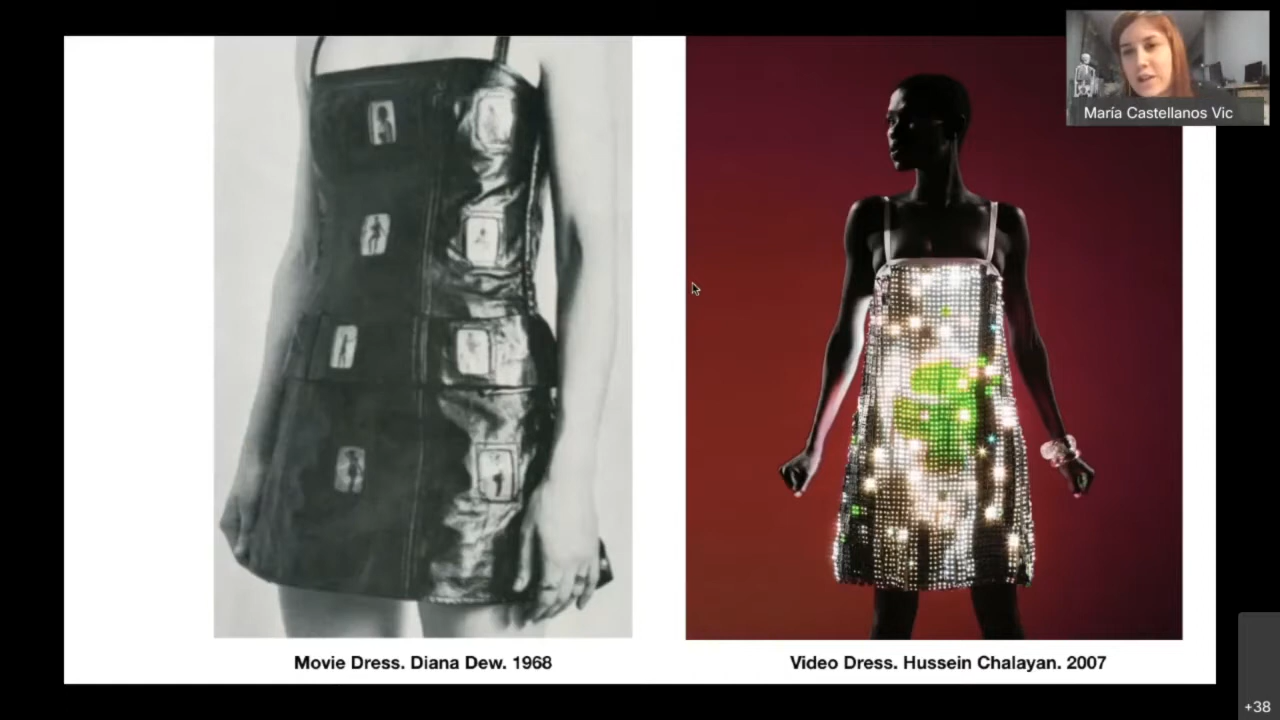 María Castellanos Vic
Movie Dress. Diana Dew. 1968
Video Dress. Hussein Chalayan. 2007
+38